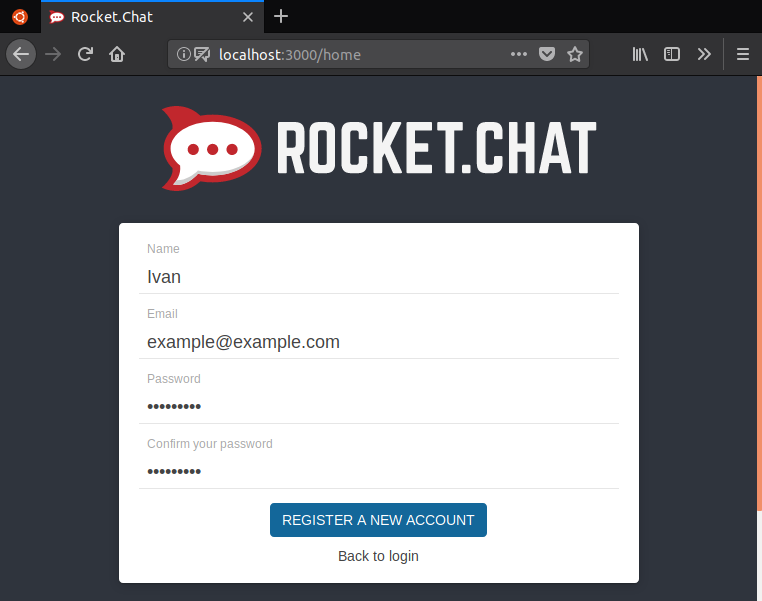 Rocket.Chat
localhost:3000/home
ROCKET.CHAT
Name
Ivan
Email
example@example.com
Password
•••••••••
Confirm your password
•••••••••
REGISTER A NEW ACCOUNT
Back to login